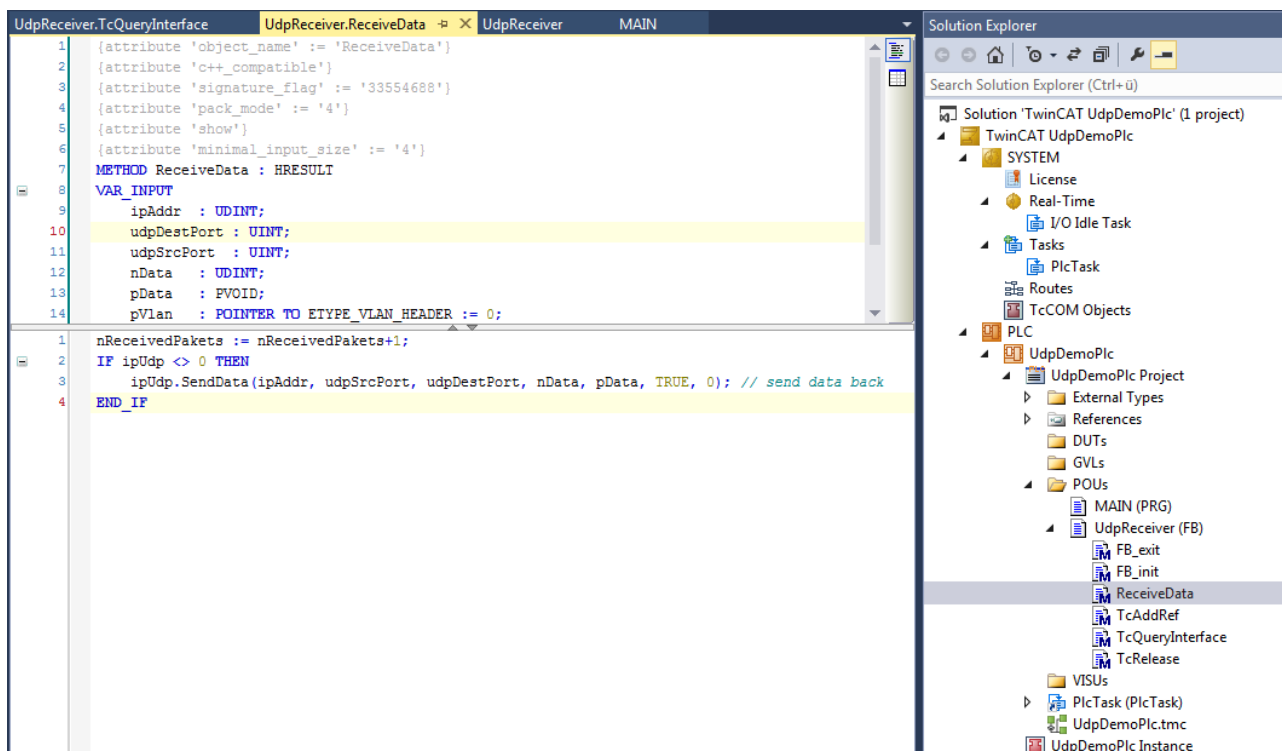 UdpReceiver.TcQueryInterface UdpReceiver.ReceiveData UdpReceiver MAIN
1 {attribute 'object_name' := 'ReceiveData'}
2 {attribute 'c++_compatible'}
3 {attribute 'signature_flag' := '33554688'}
4 {attribute 'pack_mode' := '4'}
5 {attribute 'show'}
6 {attribute 'minimal_input_size' := '4'}
7 METHOD ReceiveData : HRESULT
8 VAR_INPUT
9 ipAddr : UDINT;
10 udpDestPort : UINT;
11 udpSrcPort : UINT;
12 nData : UDINT;
13 pData : PVOID;
14 pVlan : POINTER TO ETYPE_VLAN_HEADER := 0;
1 nReceivedPakets := nReceivedPakets+1;
2 IF ipUdp <> 0 THEN
3 ipUdp.SendData(ipAddr, udpSrcPort, udpDestPort, nData, pData, TRUE, 0); // send data back
4 END_IF
Solution Explorer
Search Solution Explorer (Ctrl+ü)
Solution 'TwinCAT UdpDemoPlc' (1 project)
TwinCAT UdpDemoPlc
SYSTEM
License
Real-Time
I/O Idle Task
Tasks
PlcTask
Routes
TcCOM Objects
PLC
UdpDemoPlc
UdpDemoPlc Project
External Types
References
DUTs
GVLs
POUs
MAIN (PRG)
UdpReceiver (FB)
FB_exit
FB_init
ReceiveData
TcAddRef
TcQueryInterface
TcRelease
VISUs
PlcTask (PlcTask)
UdpDemoPlc.tmc
UdpDemoPlc Instance